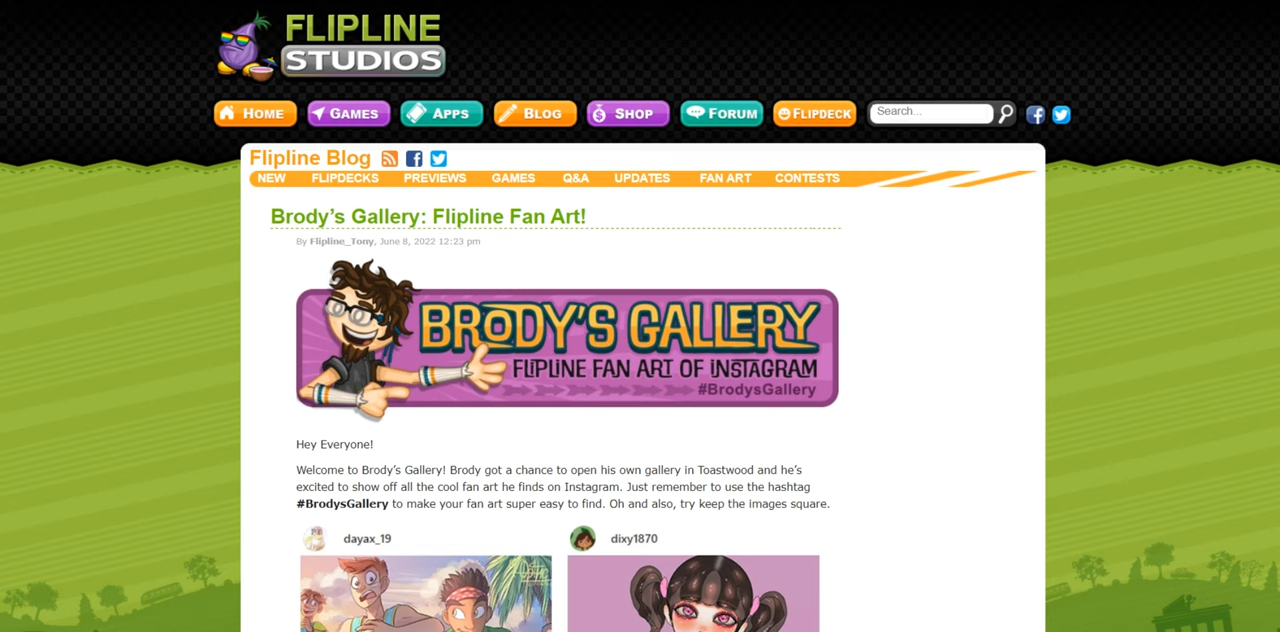 FLIPLINE
STUDIOS
HOME GAMES APPS BLOG SHOP FORUM FLIPDECK Search...
Flipline Blog
NEW FLIPDECKS PREVIEWS GAMES Q&A UPDATES FAN ART CONTESTS
Brody's Gallery: Flipline Fan Art!
By Flipline_Tony, June 8, 2022 12:23 pm
BRODY'S GALLERY
FLIPLINE FAN ART OF INSTAGRAM
#BrodysGallery
Hey Everyone!
Welcome to Brody's Gallery! Brody got a chance to open his own gallery in Toastwood and he's
excited to show off all the cool fan art he finds on Instagram. Just remember to use the hashtag
#BrodysGallery to make your fan art super easy to find. Oh and also, try keep the images square.
dayax_19 dixy1870